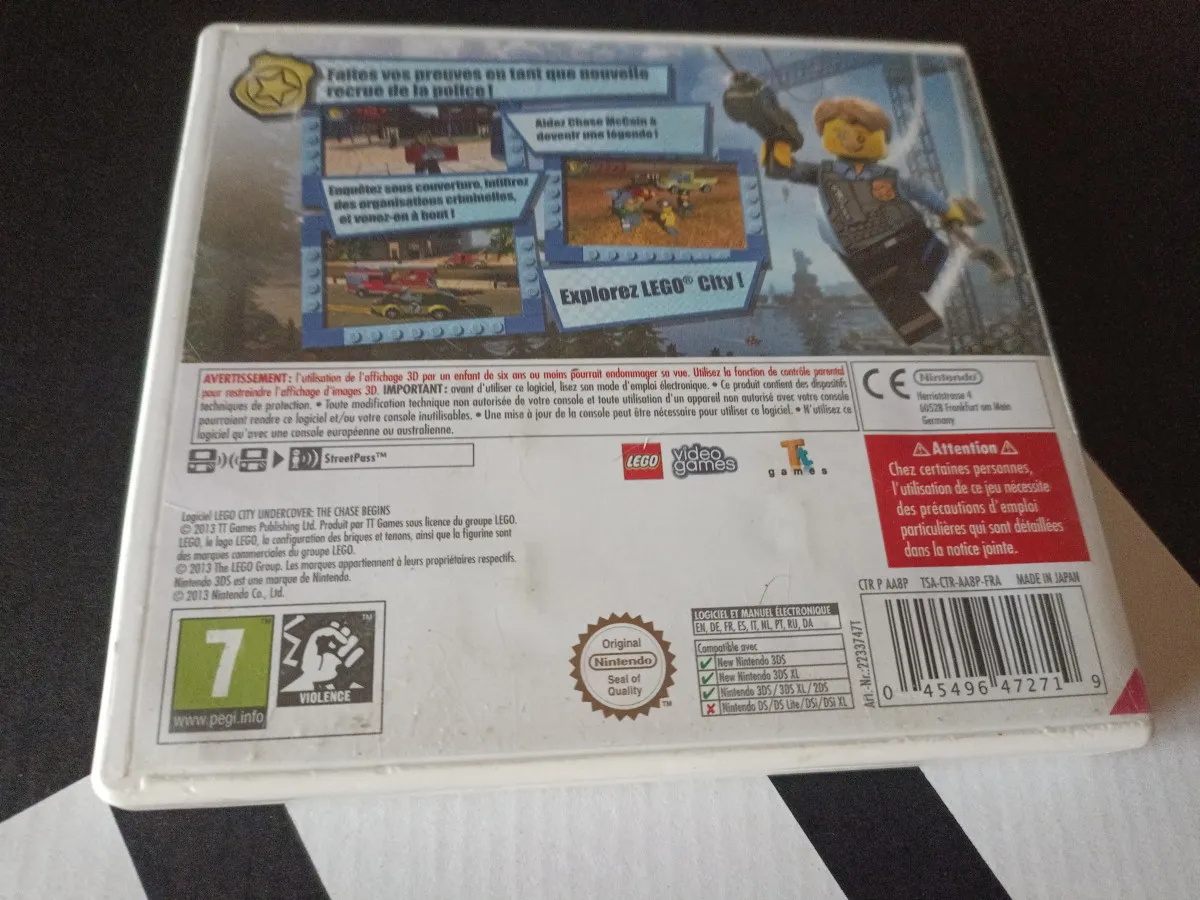 Faites vos preuves en tant que nouvelle
recrue de la police !
Aidez Chase McCain à
devenir une légende !
Enquêtez sous couverture, infiltrez
des organisations criminelles,
et venez-en à bout !
Explorez LEGO® City !
AVERTISSEMENT : l'utilisation de l'affichage 3D par un enfant de six ans ou moins pourrait endommager sa vue. Utilisez la fonction de contrôle parental
pour restreindre l'affichage d'images 3D. IMPORTANT : avant d'utiliser ce logiciel, lisez son mode d'emploi électronique. • Ce produit contient des dispositifs
techniques de protection. • Toute modification technique non autorisée de votre console et toute utilisation d'un appareil non autorisé avec votre console
pourraient rendre ce logiciel et/ou votre console inutilisables. • Une mise à jour de la console peut être nécessaire pour utiliser ce logiciel. • N'utilisez ce
logiciel qu'avec une console européenne ou australienne.
CE
Nintendo
Herriotstrasse 4
60528 Frankfurt am Main
Germany
StreetPass™
LEGO
video
games
Tt
games
Attention
Chez certaines personnes,
l'utilisation de ce jeu nécessite
des précautions d'emploi
particulières qui sont détaillées
dans la notice jointe.
Logiciel LEGO CITY UNDERCOVER: THE CHASE BEGINS
© 2013 TT Games Publishing Ltd. Produit par TT Games sous licence du groupe LEGO.
LEGO, le logo LEGO, la configuration des briques et tenons, ainsi que la figurine sont
des marques commerciales du groupe LEGO.
© 2013 The LEGO Group. Les marques appartiennent à leurs propriétaires respectifs.
Nintendo 3DS est une marque de Nintendo.
© 2013 Nintendo Co., Ltd.
CTR P AA8P TSA-CTR-AA8P-FRA MADE IN JAPAN
7
www.pegi.info
VIOLENCE
TM
TM
Original
Nintendo
Seal of
Quality
TM
LOGICIEL ET MANUEL ÉLECTRONIQUE
EN, DE, FR, ES, IT, NL, PT, RU, DA
Compatible avec
New Nintendo 3DS
New Nintendo 3DS XL
Nintendo 3DS/3DS XL/2DS
Nintendo DS/DS Lite/DSi/DSi XL
Art.-Nr.:2233747T
0 45496 47271 9